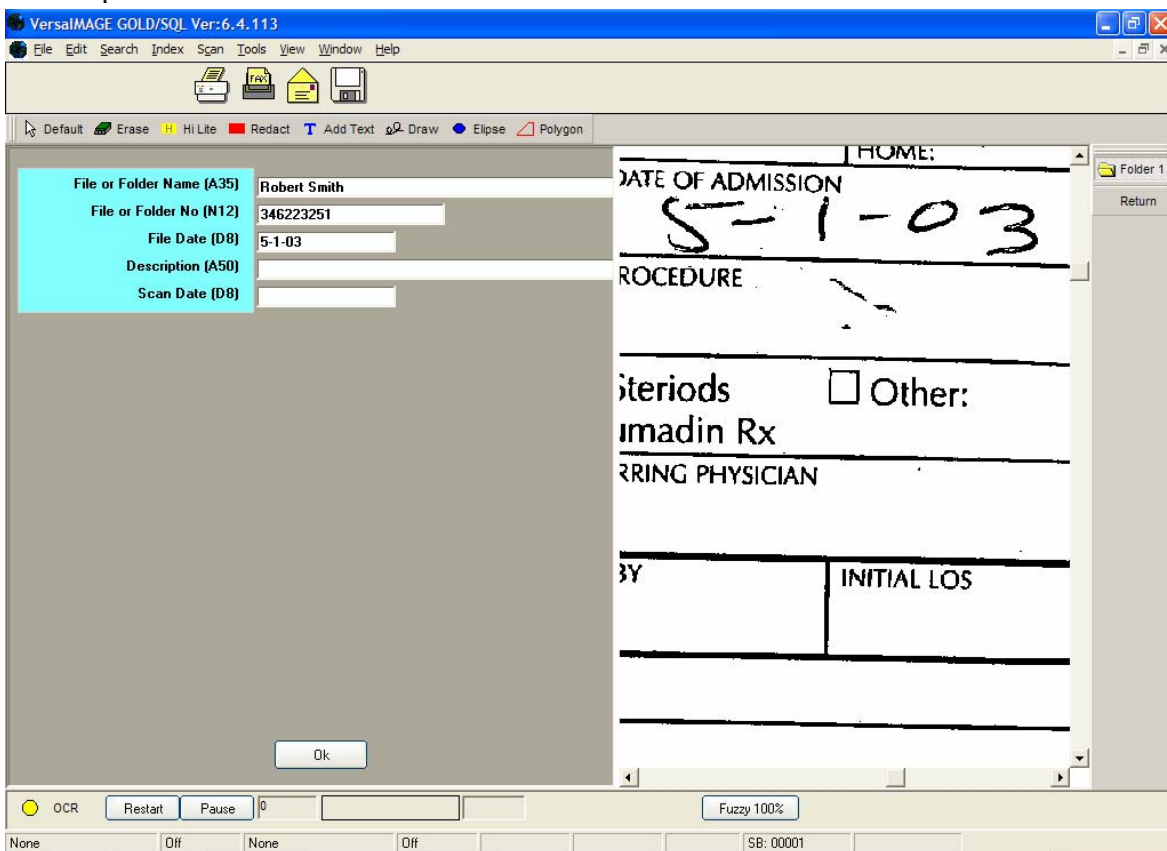 VersaIMAGE GOLD/SQL Ver:6.4.113
File Edit Search Index Scan Tools View Window Help
FAX
Default Erase H Hi Lite Redact T Add Text Draw Elipse Polygon
File or Folder Name (A35) Robert Smith
File or Folder No (N12) 346223251
File Date (D8) 5-1-03
Description (A50)
Scan Date (D8)
HOME:
DATE OF ADMISSION
5-1-03
ROCEDURE
Steriods Other:
umadin Rx
RRING PHYSICIAN
BY INITIAL LOS
Folder 1
Return
Ok
OCR Restart Pause 0 Fuzzy 100%
None Off None Off SB: 00001